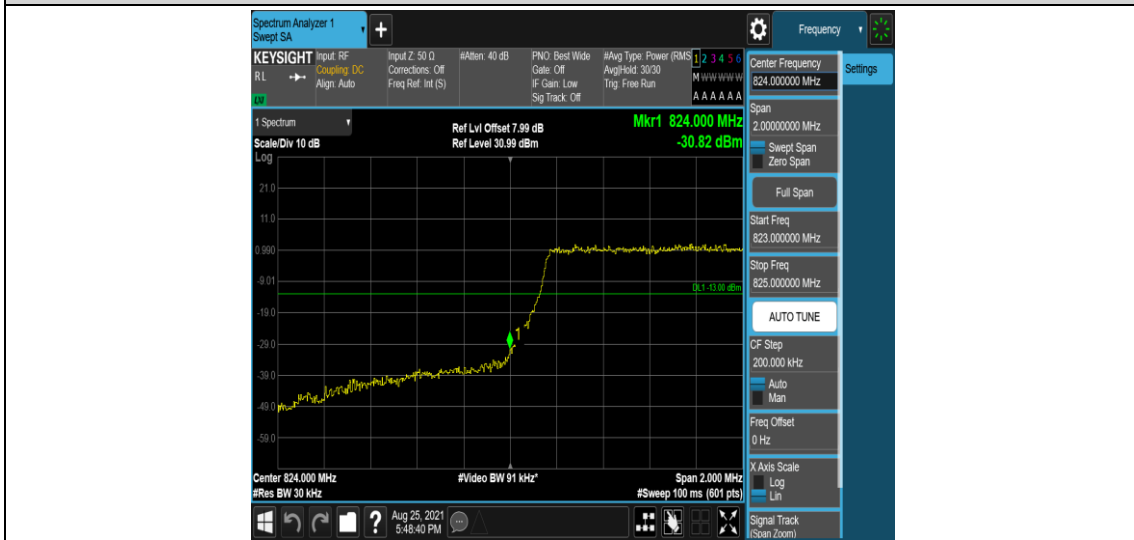 Spectrum Analyzer 1
Swept SA
+
Frequency
KEYSIGHT
RL
LXI
Input: RF
Coupling: DC
Align: Auto
Input Z: 50 Ω
Corrections: Off
Freq Ref: Int (S)
#Atten: 40 dB
PNO: Best Wide
Gate: Off
IF Gain: Low
Sig Track: Off
#Avg Type: Power (RMS
Avg|Hold: 30/30
Trig: Free Run
1 2 3 4 5 6
M W W W W W
A A A A A A
1 Spectrum
Scale/Div 10 dB
Log
Ref Lvl Offset 7.99 dB
Ref Level 30.99 dBm
Mkr1 824.000 MHz
-30.82 dBm
21.0
11.0
0.990
-9.01
-19.0
-29.0
-39.0
-49.0
-59.0
DL1 -13.00 dBm
1
Center 824.000 MHz
#Res BW 30 kHz
#Video BW 91 kHz*
Span 2.000 MHz
#Sweep 100 ms (601 pts)
?
Aug 25, 2021
5:48:40 PM
Center Frequency
824.000000 MHz
Settings
Span
2.00000000 MHz
Swept Span
Zero Span
Full Span
Start Freq
823.000000 MHz
Stop Freq
825.000000 MHz
AUTO TUNE
CF Step
200.000 kHz
Auto
Man
Freq Offset
0 Hz
X Axis Scale
Log
Lin
Signal Track
(Span Zoom)